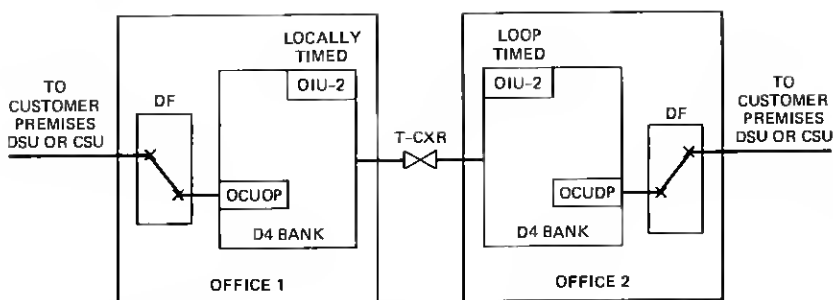 LOCALLY
TIMED
OIU-2
TO
CUSTOMER
PREMISES
DSU OR CSU
DF
OCUOP
D4 BANK
OFFICE 1
T-CXR
LOOP
TIMED
OIU-2
OCUDP
D4 BANK
DF
OFFICE 2
TO
CUSTOMER
PREMISES
DSU OR CSU